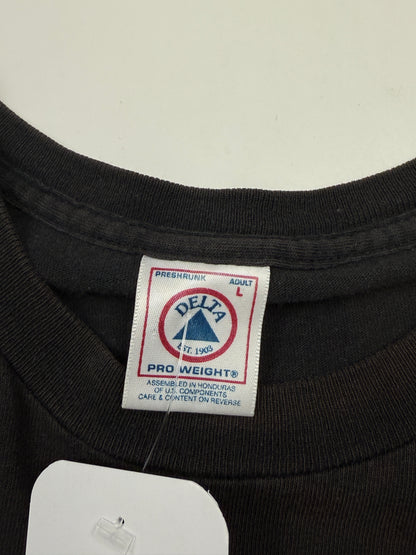 PRESHRUNK ADULT
L
DELTA
EST. 1903
PRO WEIGHT®
ASSEMBLED IN HONDURAS
OF U.S. COMPONENTS
CARE & CONTENT ON REVERSE